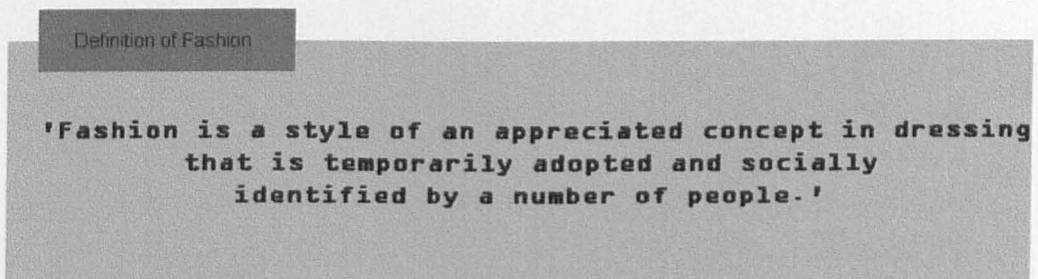 Definition of Fashion
'Fashion is a style of an appreciated concept in dressing
that is temporarily adopted and socially
identified by a number of people.'